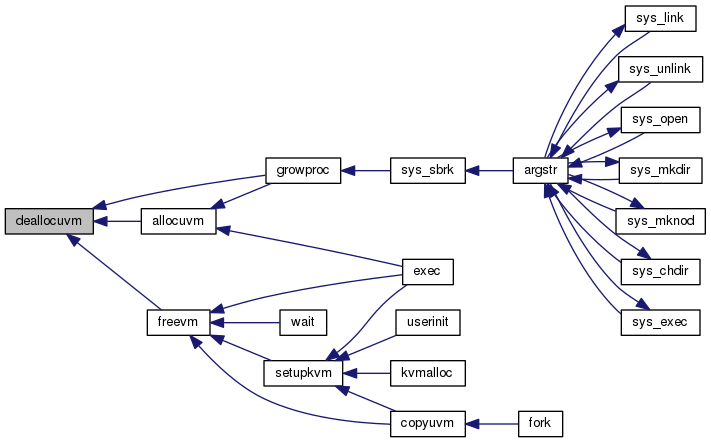 sys_link
sys_unlink
sys_open
growproc
sys_sbrk
argstr
sys_mkdir
deallocuvm
allocuvm
sys_mknod
exec
sys_chdir
freevm
wait
userinit
sys_exec
setupkvm
kvmalloc
copyuvm
fork